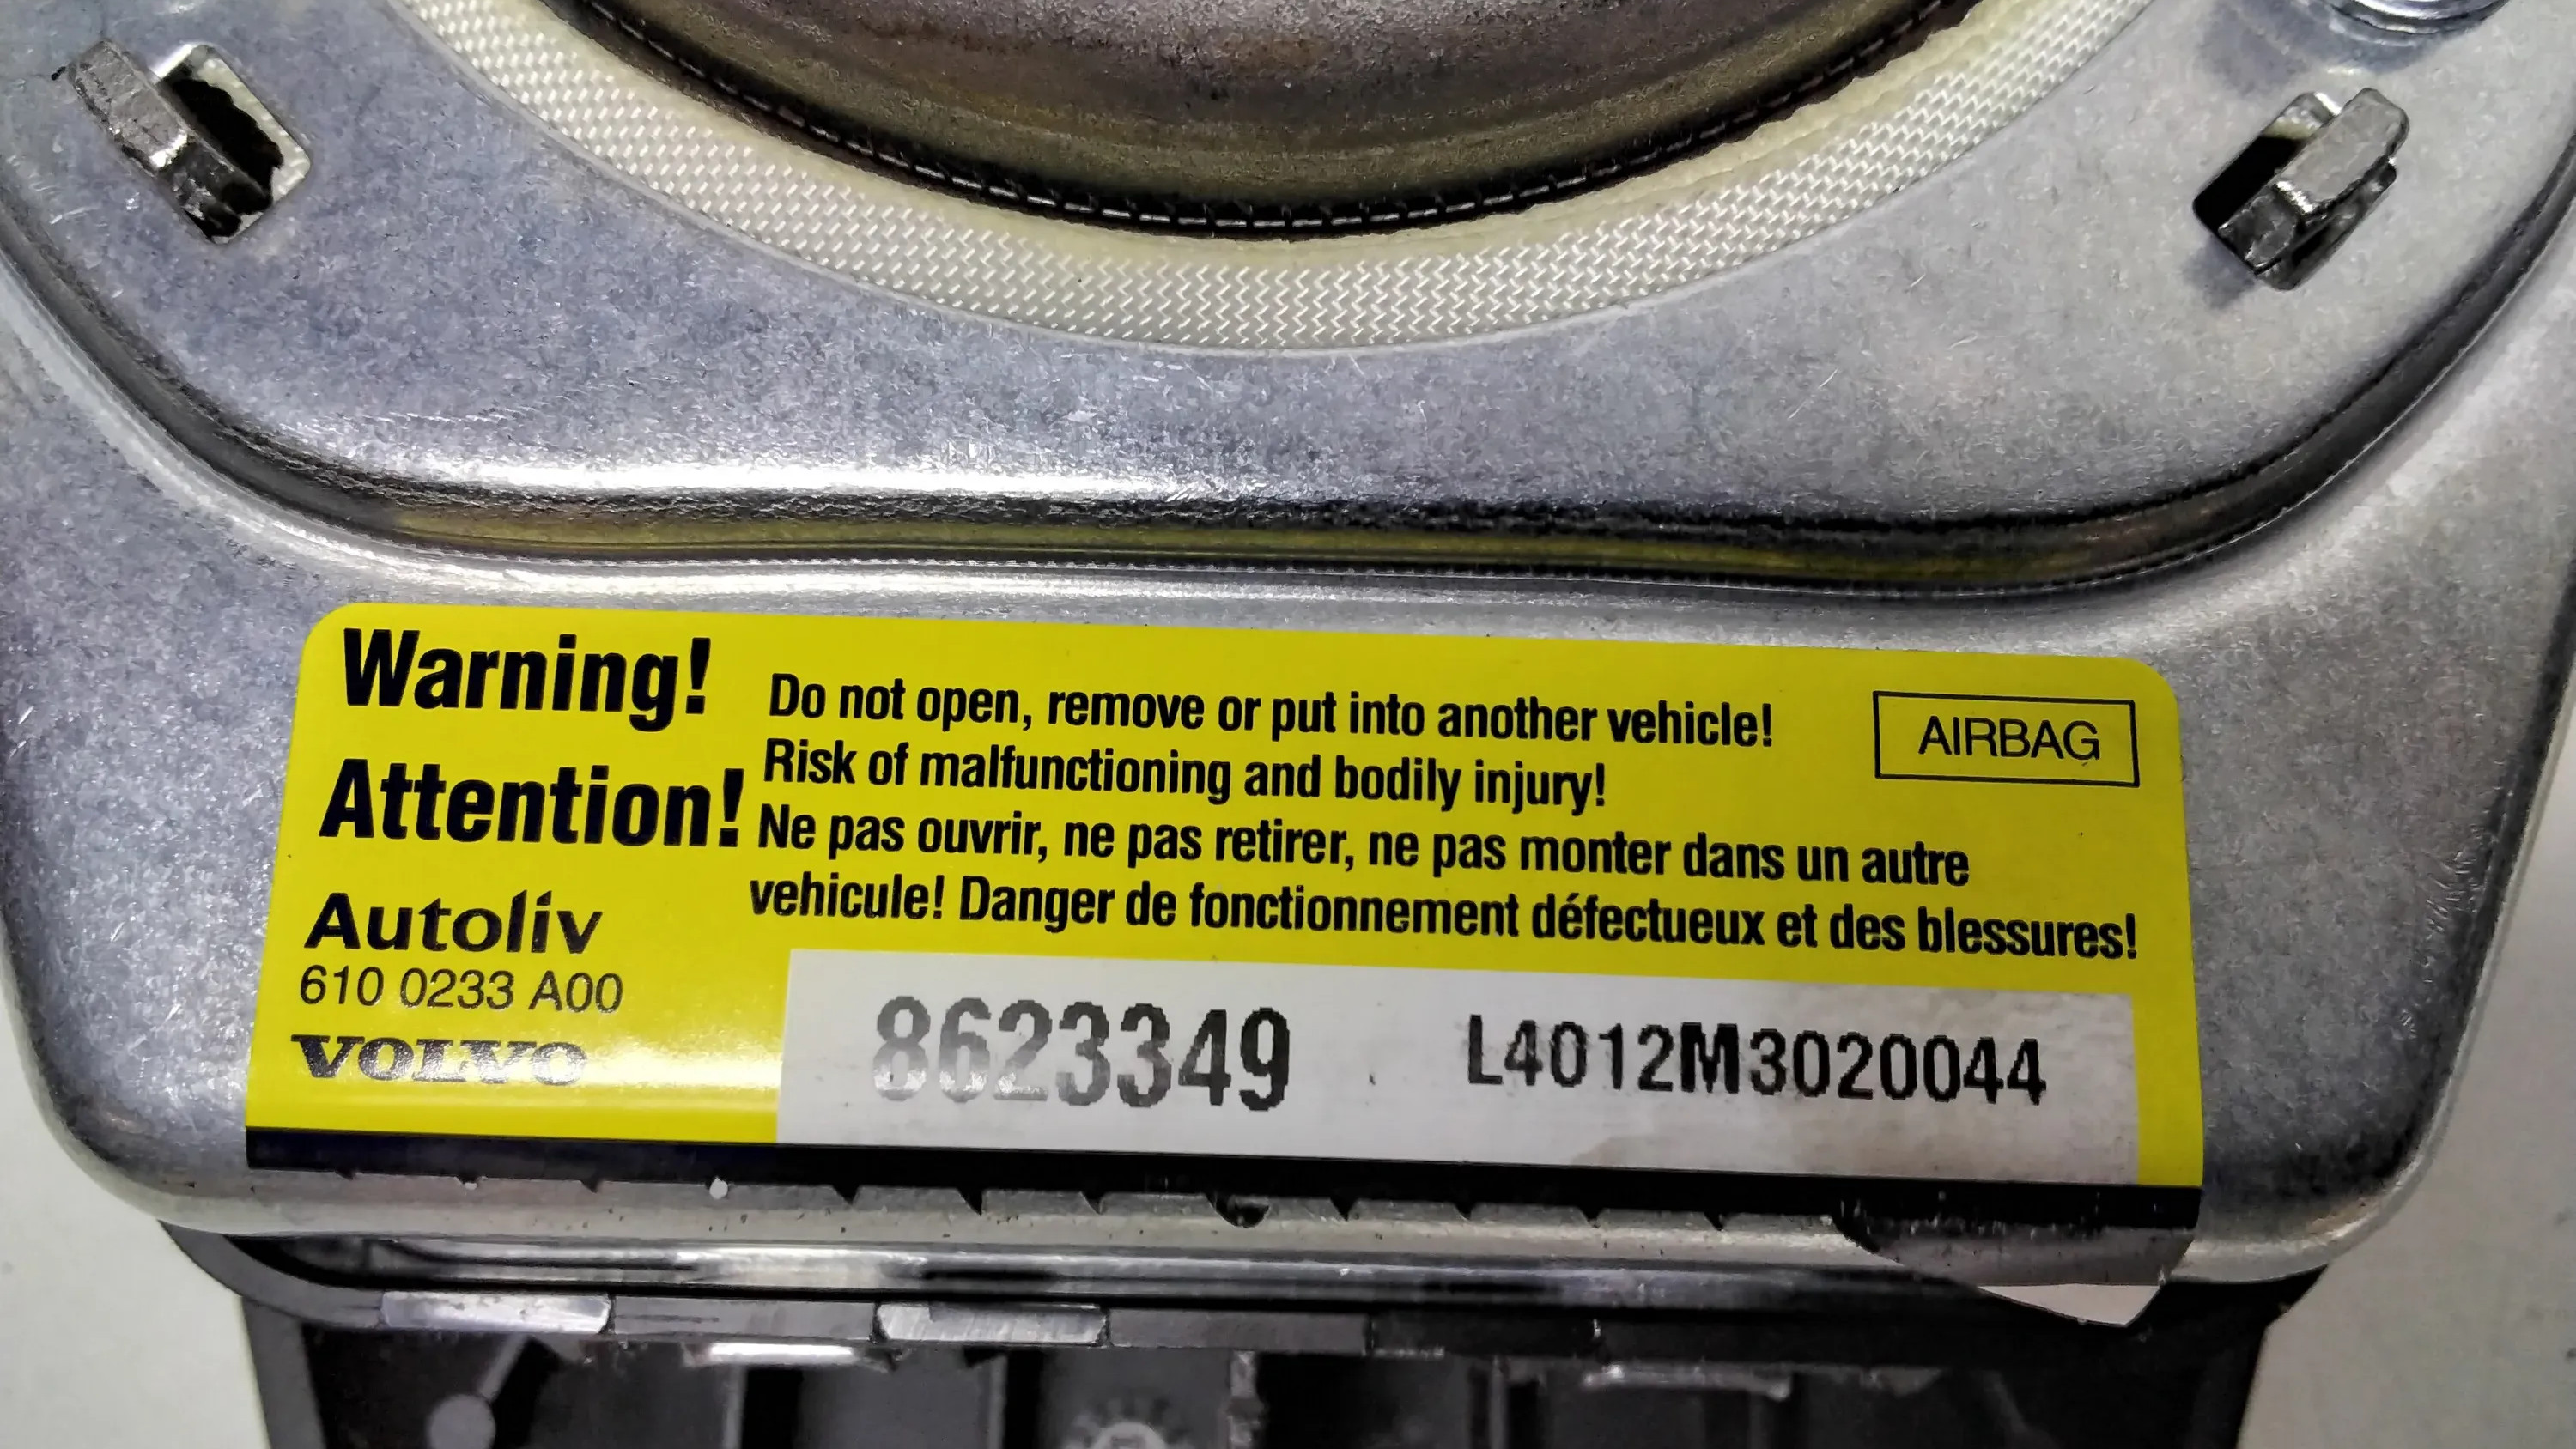 Warning!
Attention!
Do not open, remove or put into another vehicle!
Risk of malfunctioning and bodily injury!
Ne pas ouvrir, ne pas retirer, ne pas monter dans un autre
vehicule! Danger de fonctionnement défectueux et des blessures!
AIRBAG
Autoliv
610 0233 A00
VOLVO
8623349 L4012M3020044